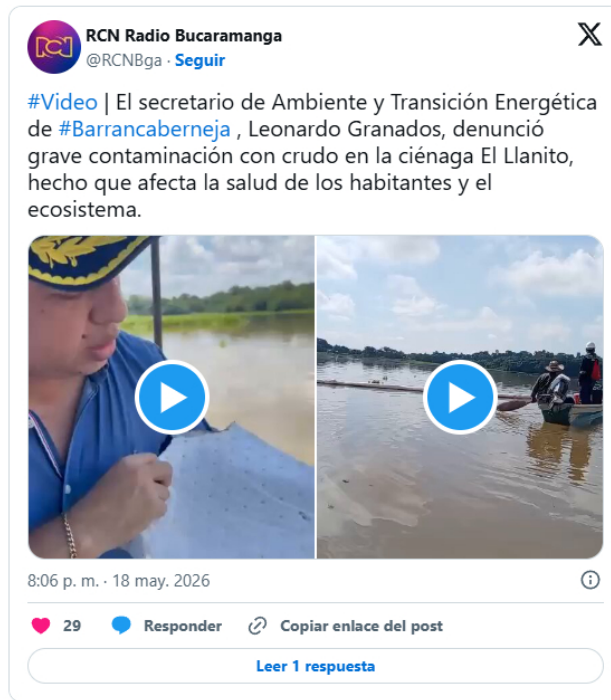 RCN Radio Bucaramanga
@RCNBga · Seguir
#Video | El secretario de Ambiente y Transición Energética
de #Barrancaberneja , Leonardo Granados, denunció
grave contaminación con crudo en la ciénaga El Llanito,
hecho que afecta la salud de los habitantes y el
ecosistema.
8:06 p. m. · 18 may. 2026
29 Responder Copiar enlace del post
Leer 1 respuesta